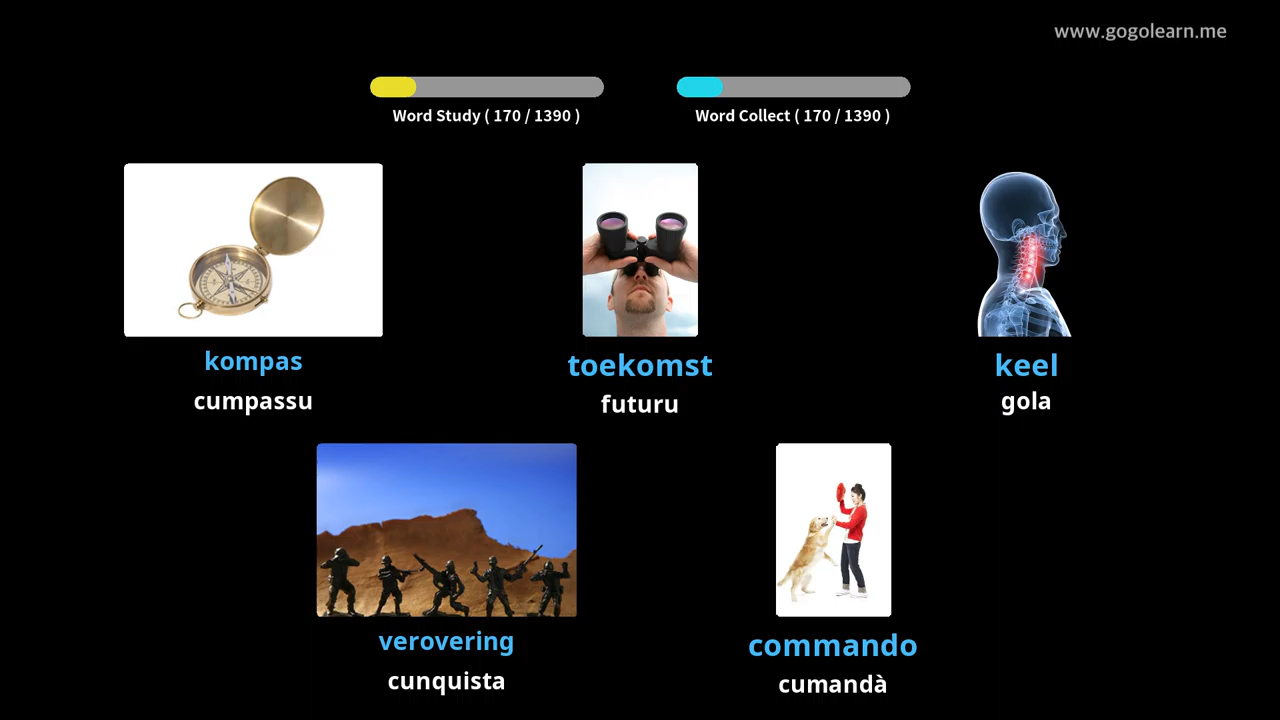 www.gogolearn.me
Word Study ( 170 / 1390 )
Word Collect ( 170 / 1390 )
kompas
cumpassu
toekomst
futuru
keel
gola
verovering
cunquista
commando
cumandà